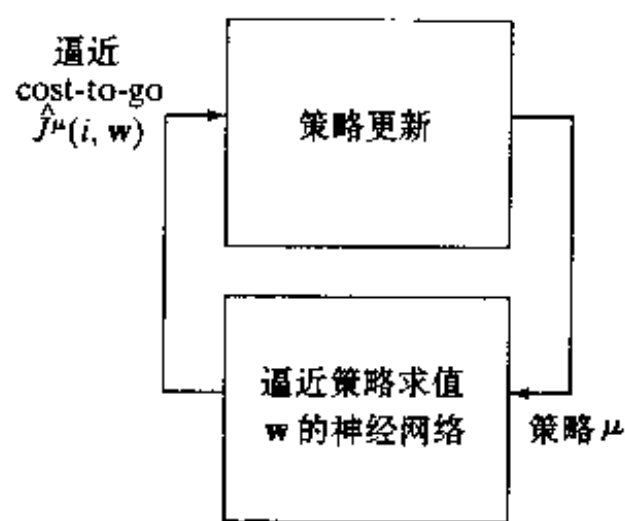 逼近
cost-to-go
Ĵ^μ(i, w)
策略更新
逼近策略求值
w 的神经网络
策略 μ